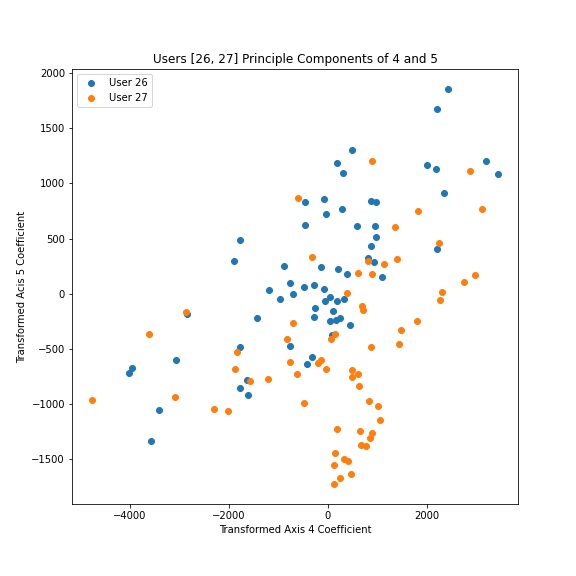 Users [26, 27] Principle Components of 4 and 5
User 26
User 27
2000
1500
1000
500
0
−500
−1000
−1500
Transformed Axis 5 Coefficient
−4000 −2000 0 2000
Transformed Axis 4 Coefficient